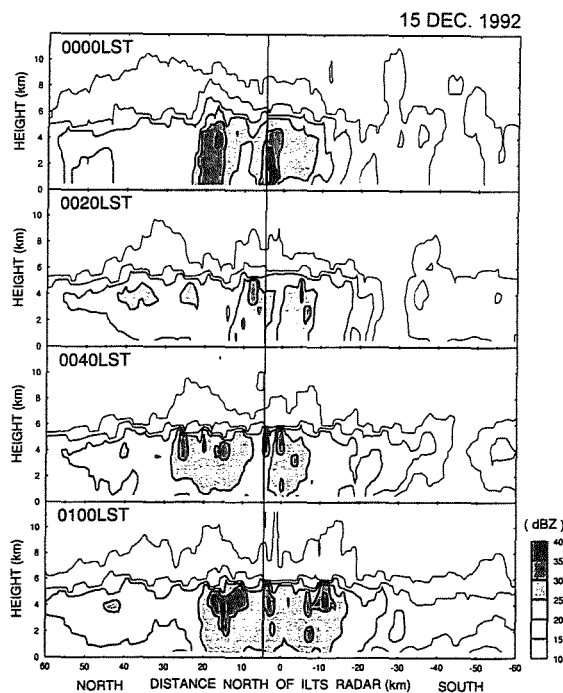 15 DEC. 1992
0000LST
HEIGHT (km)
10
8
6
4
2
0
0020LST
HEIGHT (km)
10
8
6
4
2
0
0040LST
HEIGHT (km)
10
8
6
4
2
0
0100LST
HEIGHT (km)
10
8
6
4
2
0
( dBZ )
40
35
30
25
20
15
10
60 50 40 30 20 10 0 -10 -20 -30 -40 -50 -60
NORTH DISTANCE NORTH OF ILTS RADAR (km) SOUTH